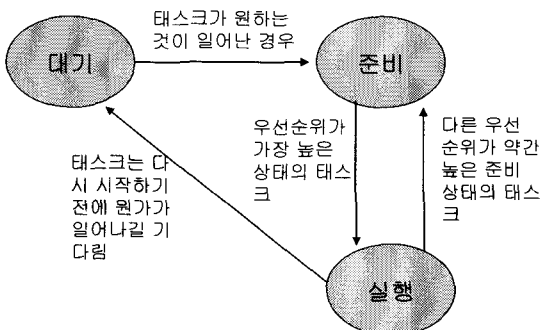 태스크가 원하는
것이 일어난 경우
대기
준비
우선순위가
가장 높은
상태의 태스
크
다른 우선
순위가 약간
높은 준비
상태의 태스
크
태스크는 다
시 시작하기
전에 뭔가가
일어나길 기
다림
실행